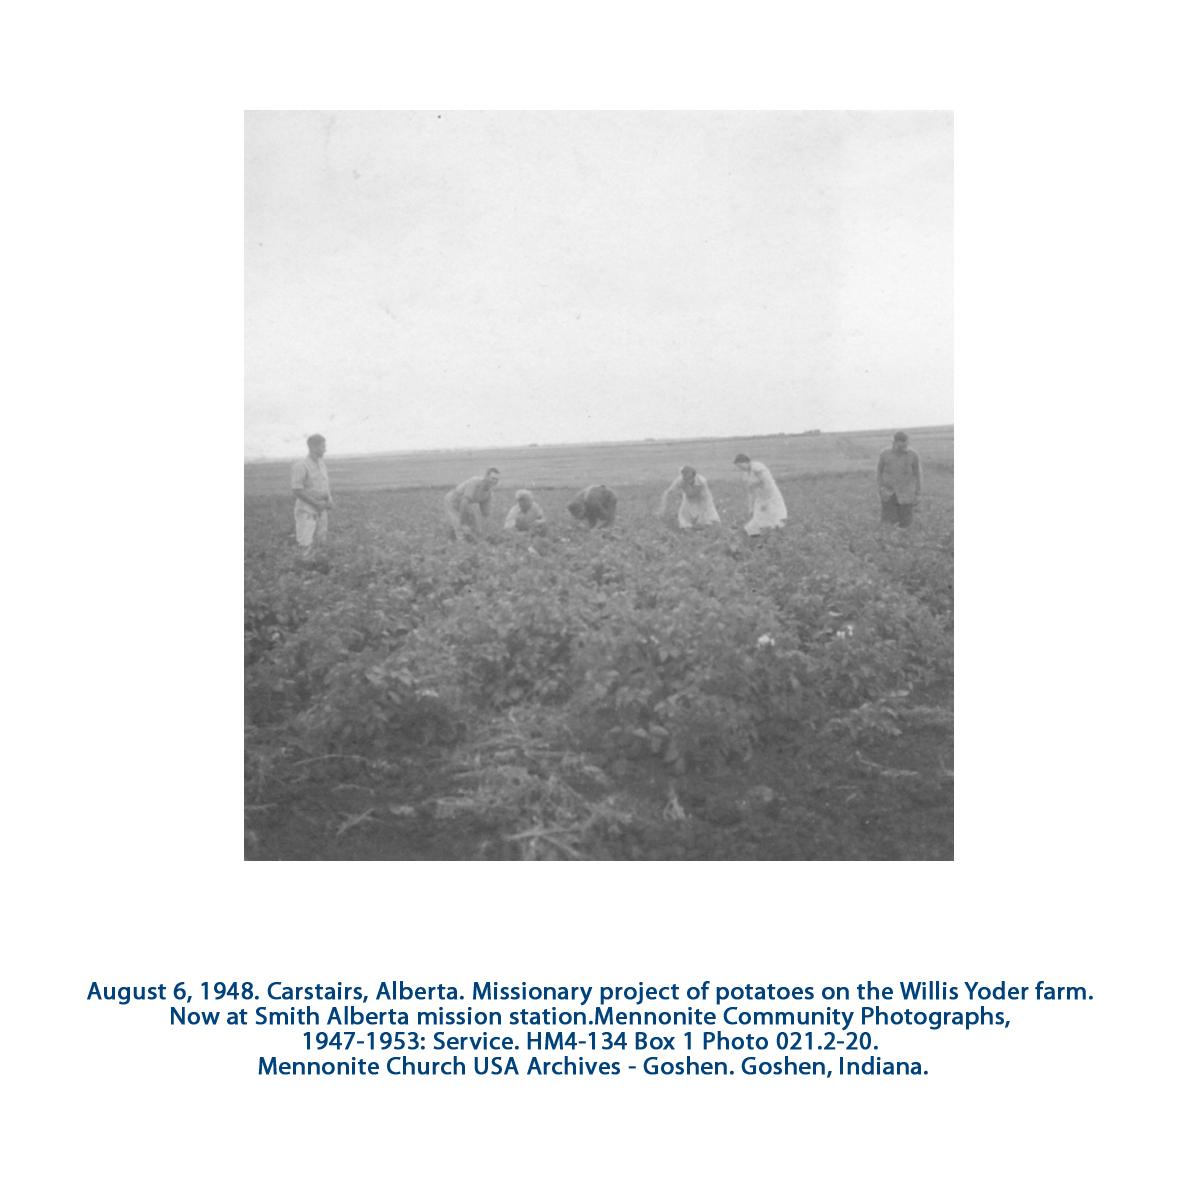 August 6, 1948. Carstairs, Alberta. Missionary project of potatoes on the Willis Yoder farm.
Now at Smith Alberta mission station.Mennonite Community Photographs,
1947-1953: Service. HM4-134 Box 1 Photo 021.2-20.
Mennonite Church USA Archives - Goshen. Goshen, Indiana.